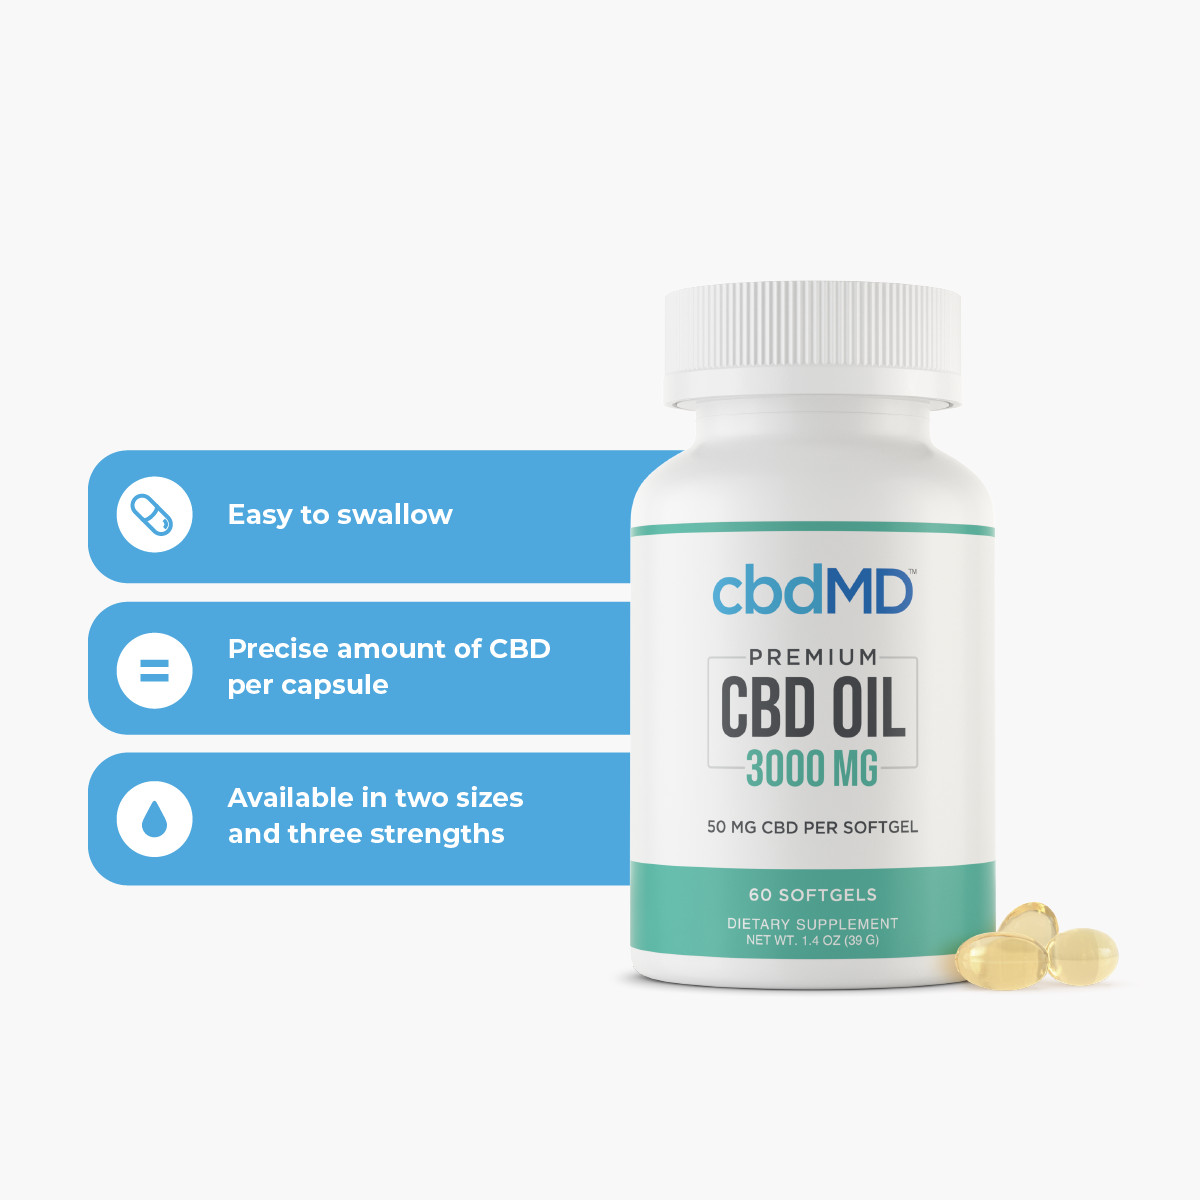 Easy to swallow
Precise amount of CBD
per capsule
Available in two sizes
and three strengths
cbdMD™
PREMIUM
CBD OIL
3000 MG
50 MG CBD PER SOFTGEL
60 SOFTGELS
DIETARY SUPPLEMENT
NET WT. 1.4 OZ (39 G)